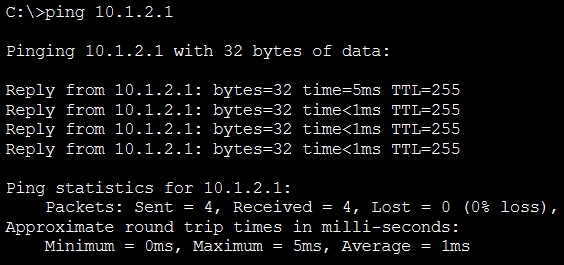 C:\>ping 10.1.2.1
Pinging 10.1.2.1 with 32 bytes of data:
Reply from 10.1.2.1: bytes=32 time=5ms TTL=255
Reply from 10.1.2.1: bytes=32 time<1ms TTL=255
Reply from 10.1.2.1: bytes=32 time<1ms TTL=255
Reply from 10.1.2.1: bytes=32 time<1ms TTL=255
Ping statistics for 10.1.2.1:
    Packets: Sent = 4, Received = 4, Lost = 0 (0% loss),
Approximate round trip times in milli-seconds:
    Minimum = 0ms, Maximum = 5ms, Average = 1ms